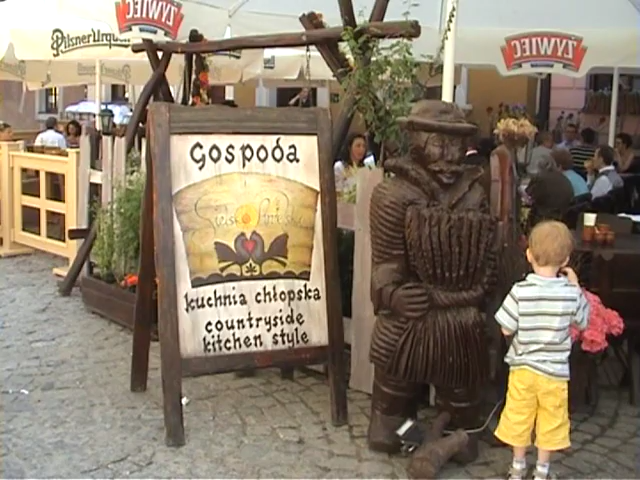 ŻYWIEC
Pilsner Urquell
ŻYWIEC
Gospoda
kuchnia chłopska
countryside
kitchen style